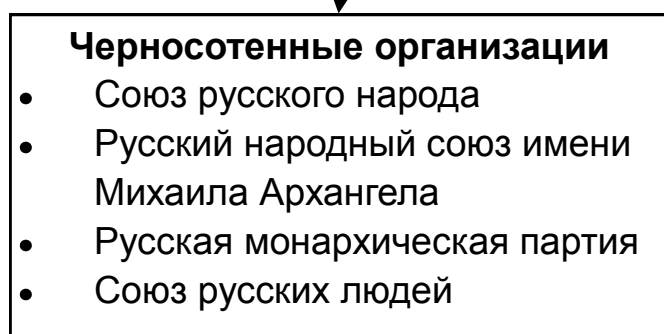 Черносотенные организации
• Союз русского народа
• Русский народный союз имени
Михаила Архангела
• Русская монархическая партия
• Союз русских людей